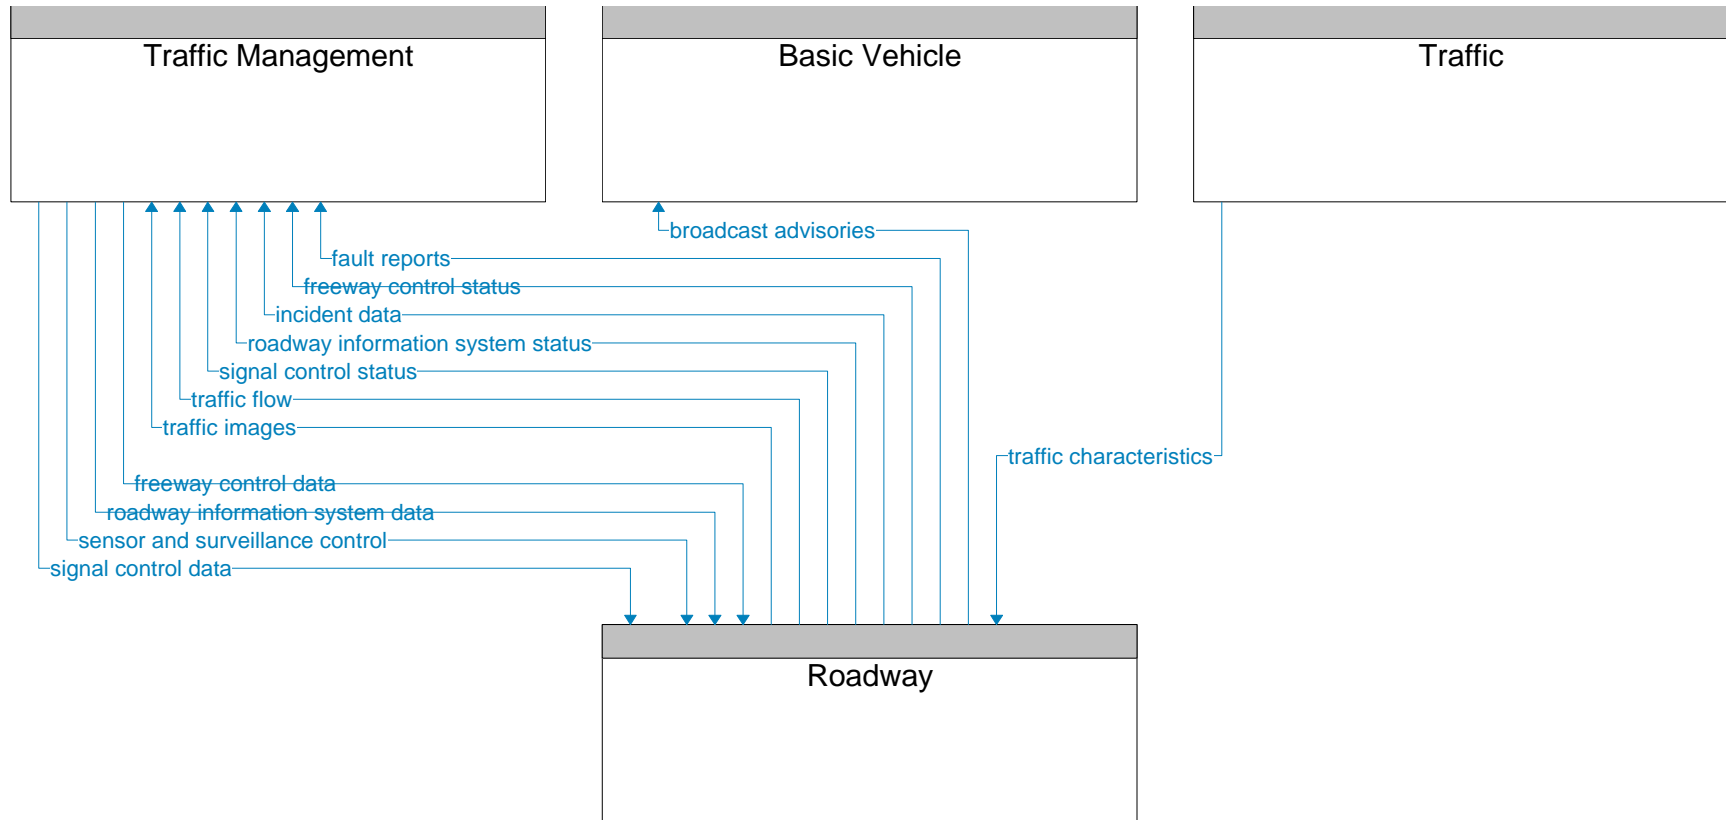 Traffic Management
Basic Vehicle
Traffic
broadcast advisories
fault reports
freeway control status
incident data
roadway information system status
signal control status
traffic flow
traffic images
traffic characteristics
freeway control data
roadway information system data
sensor and surveillance control
signal control data
Roadway